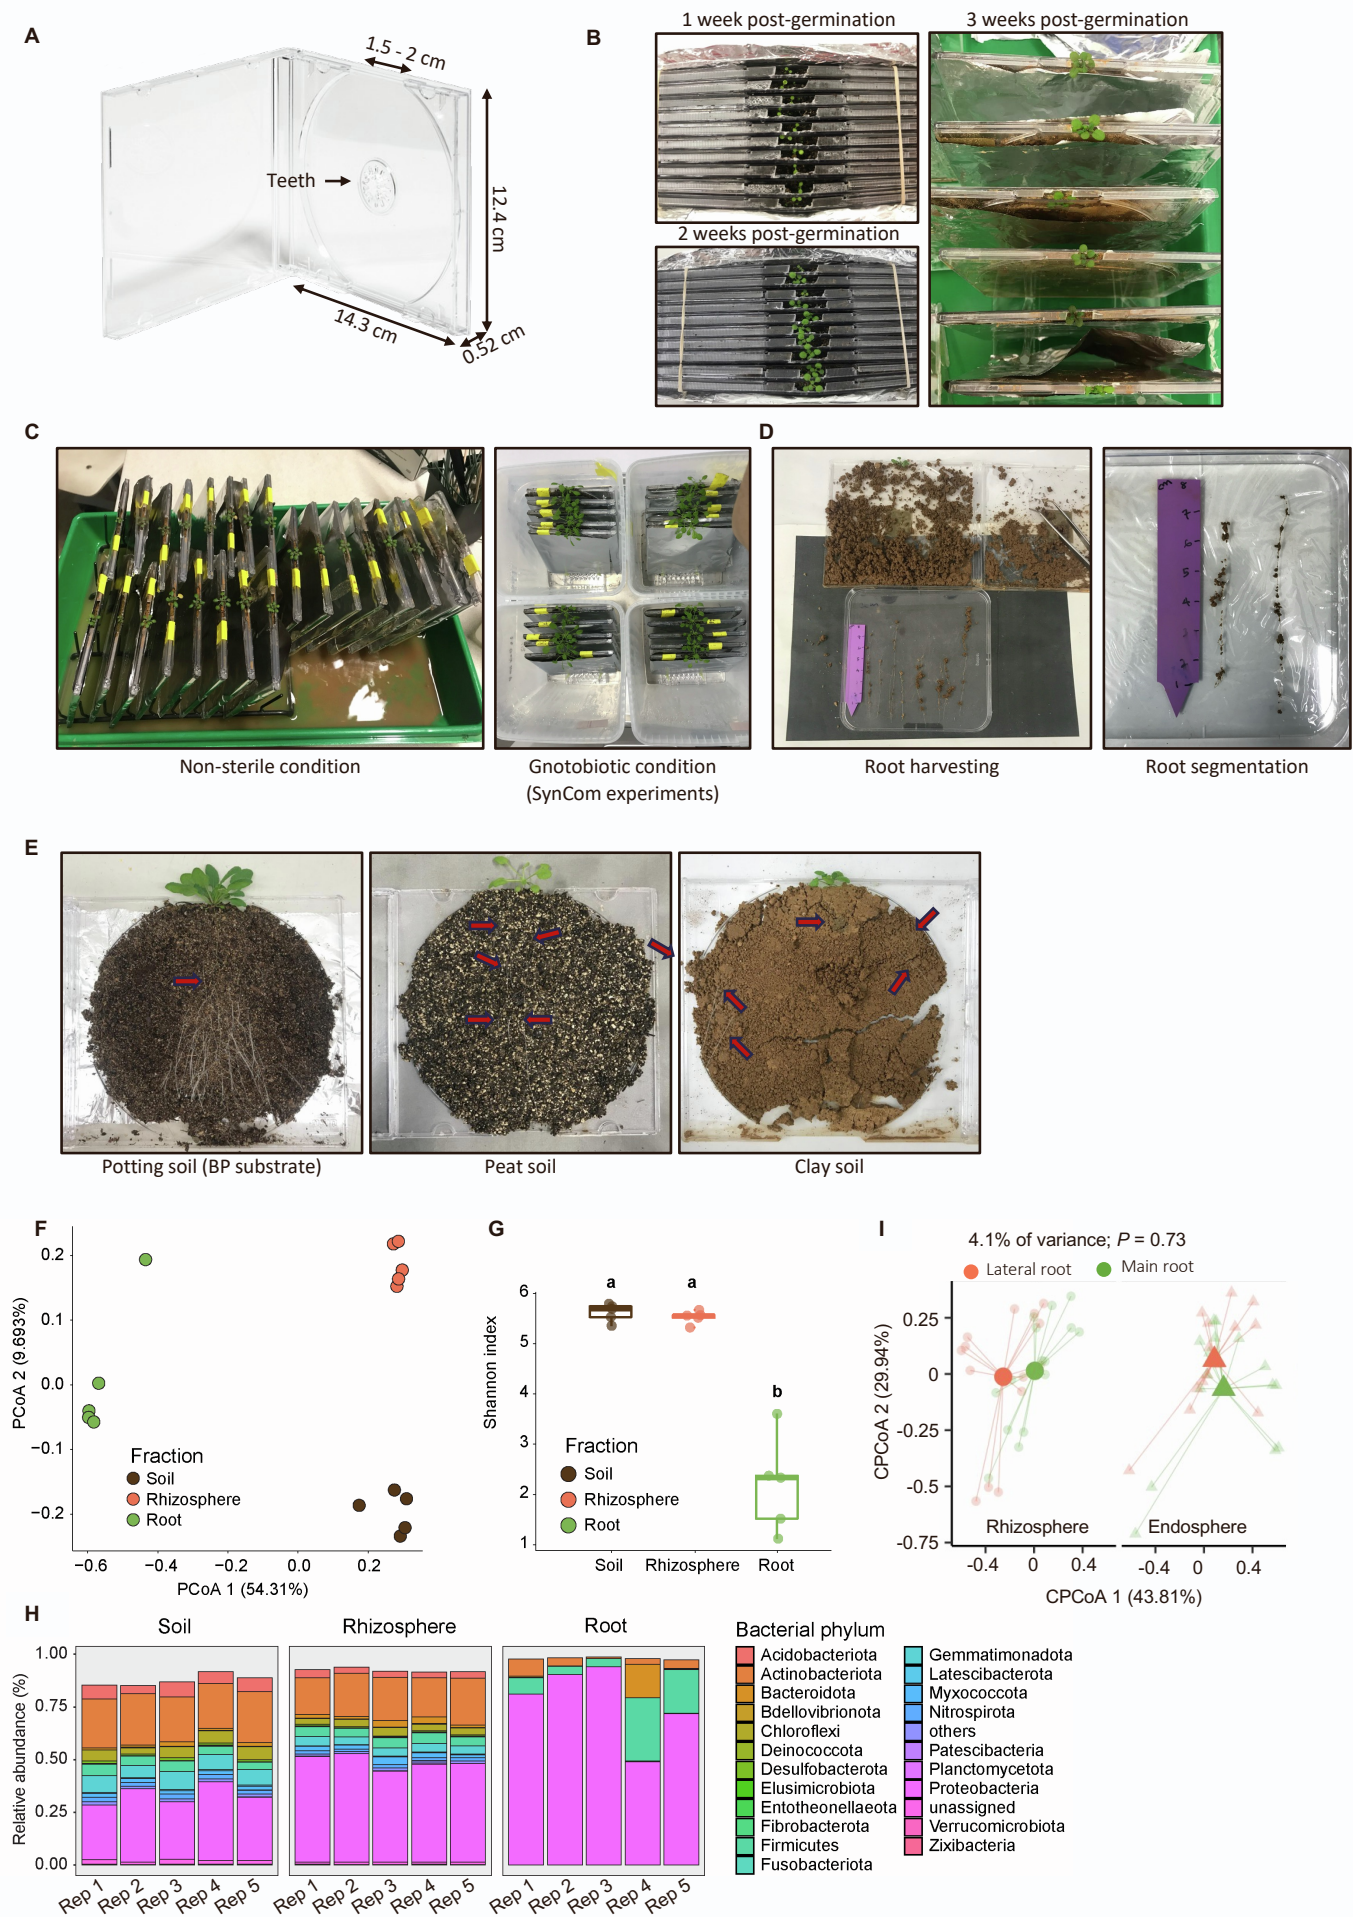 A
1.5 - 2 cm
Teeth
12.4 cm
14.3 cm
0.52 cm
B
1 week post-germination
3 weeks post-germination
2 weeks post-germination
C
Non-sterile condition
Gnotobiotic condition
(SynCom experiments)
D
cm 8
7
6
5
4
Root harvesting
Root segmentation
E
Potting soil (BP substrate)
Peat soil
Clay soil
F
PCoA 2 (9.693%)
0.2
0.1
0.0
−0.1
−0.2
Fraction
Soil
Rhizosphere
Root
−0.6
−0.4
−0.2
0.0
0.2
PCoA 1 (54.31%)
G
Shannon index
6
5
4
3
2
1
a
a
b
Fraction
Soil
Rhizosphere
Root
Soil
Rhizosphere
Root
I
4.1% of variance; P = 0.73
Lateral root
Main root
CPCoA 2 (29.94%)
0.25
0
-0.25
-0.5
-0.75
Rhizosphere
Endosphere
-0.4
0
0.4
-0.4
0
0.4
CPCoA 1 (43.81%)
H
Soil
Rhizosphere
Root
Relative abundance (%)
1.00
0.75
0.50
0.25
0.00
Rep 1
Rep 2
Rep 3
Rep 4
Rep 5
Rep 1
Rep 2
Rep 3
Rep 4
Rep 5
Rep 1
Rep 2
Rep 3
Rep 4
Rep 5
Bacterial phylum
Acidobacteriota
Actinobacteriota
Bacteroidota
Bdellovibrionota
Chloroflexi
Deinococcota
Desulfobacterota
Elusimicrobiota
Entotheonellaeota
Fibrobacterota
Firmicutes
Fusobacteriota
Gemmatimonadota
Latescibacterota
Myxococcota
Nitrospirota
others
Patescibacteria
Planctomycetota
Proteobacteria
unassigned
Verrucomicrobiota
Zixibacteria